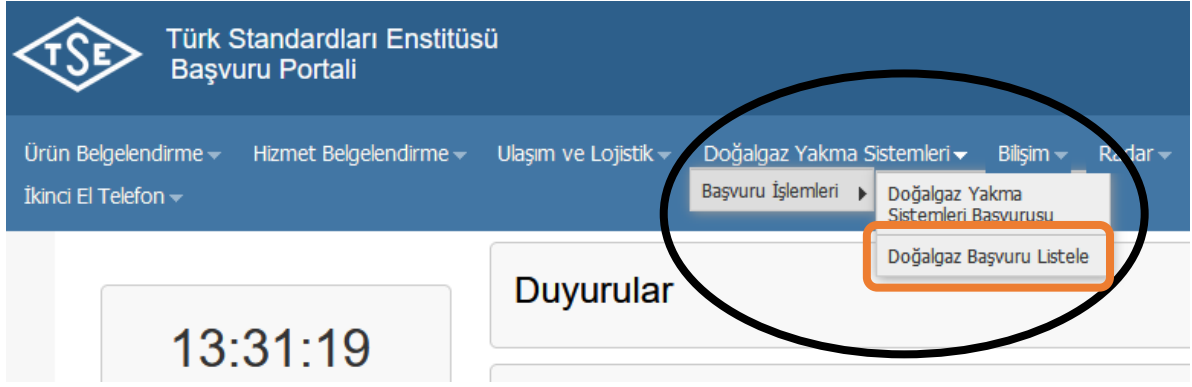 TSE
Türk Standardları Enstitüsü
Başvuru Portali
Ürün Belgelendirme Hizmet Belgelendirme Ulaşım ve Lojistik Doğalgaz Yakma Sistemleri Bilişim Radar
İkinci El Telefon
Başvuru İşlemleri
Doğalgaz Yakma
Sistemleri Başvurusu
Doğalgaz Başvuru Listele
Duyurular
13:31:19